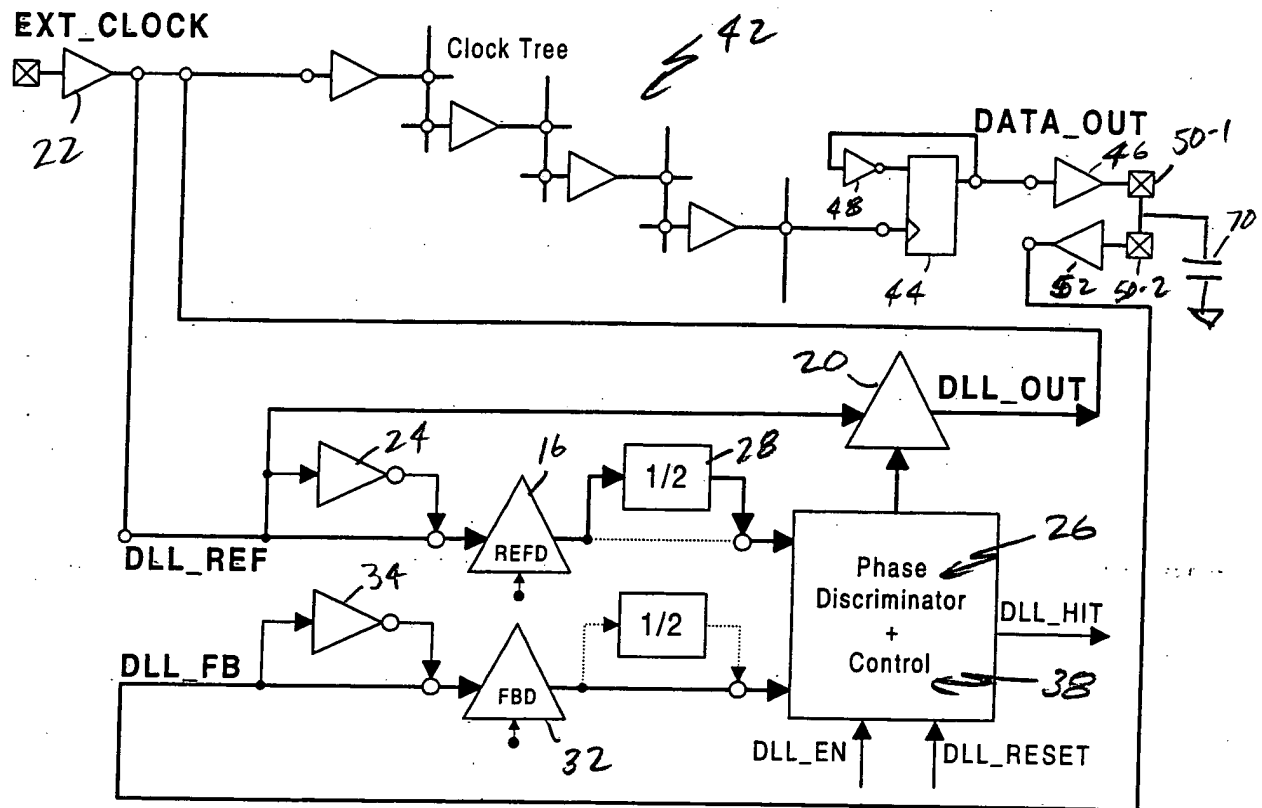 EXT_CLOCK
22
Clock Tree
42
DATA_OUT
46
50-1
48
44
52
50-2
70
20
DLL_OUT
24
16
REFD
28
1/2
DLL_REF
26
Phase
Discriminator
+
Control
38
DLL_HIT
34
1/2
DLL_FB
FBD
32
DLL_EN
DLL_RESET